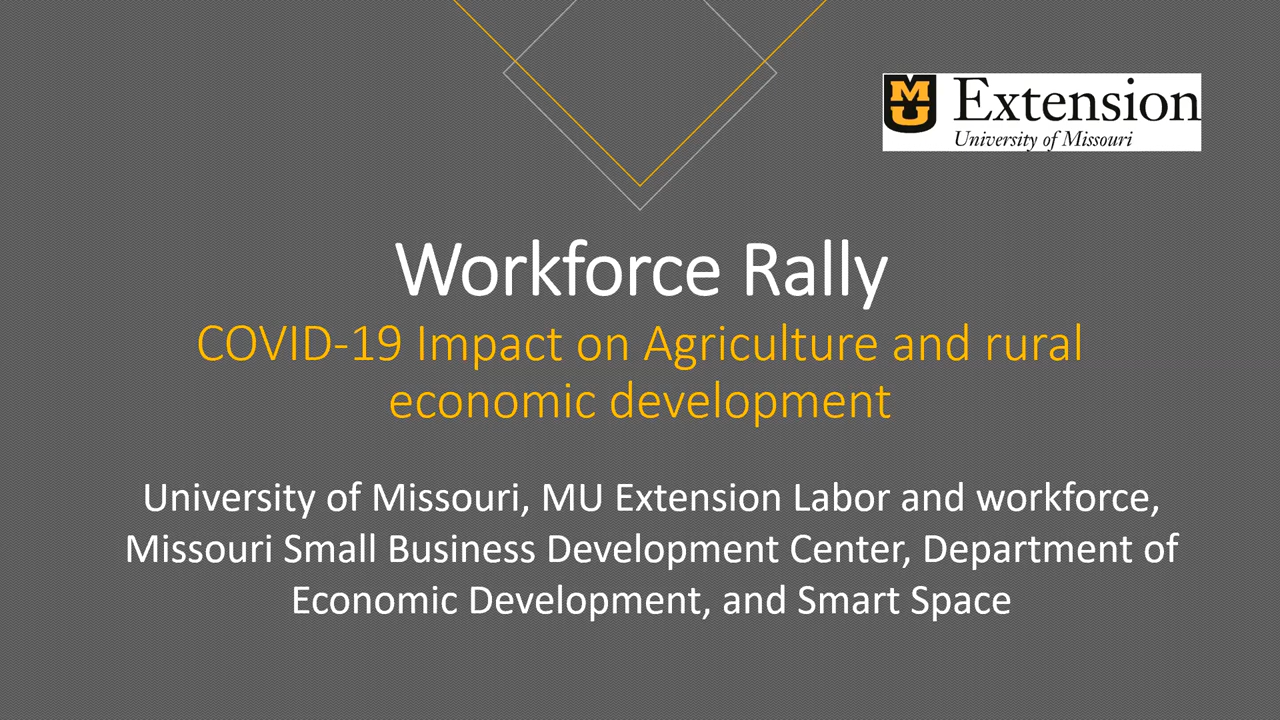 MU Extension
University of Missouri
Workforce Rally
COVID-19 Impact on Agriculture and rural
economic development
University of Missouri, MU Extension Labor and workforce,
Missouri Small Business Development Center, Department of
Economic Development, and Smart Space